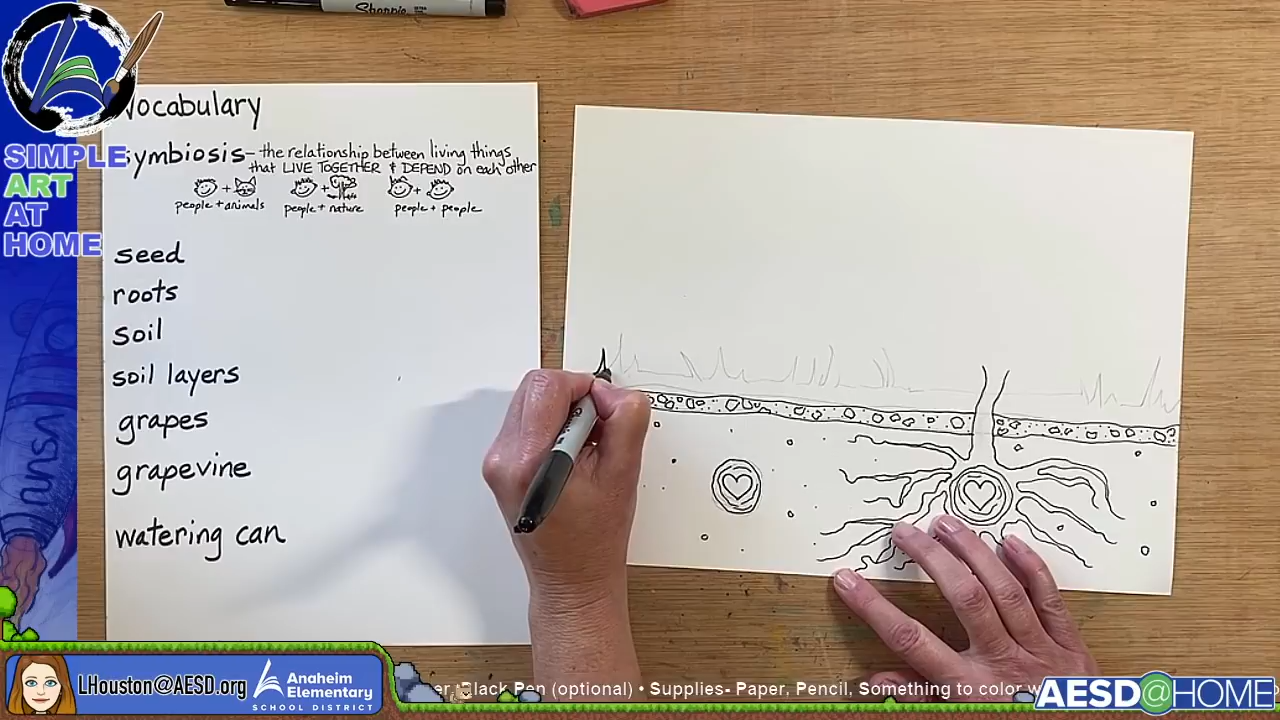 Sharpie
Vocabulary
SIMPLE
ART
AT
HOME
Symbiosis - the relationship between living things
that LIVE TOGETHER & DEPEND on each other
people + animals people + nature people + people
seed
roots
soil
soil layers
grapes
grapevine
watering can
LHouston@AESD.org
Anaheim
Elementary
SCHOOL DISTRICT
Black Pen (optional) • Supplies- Paper, Pencil, Something to color
AESD@HOME